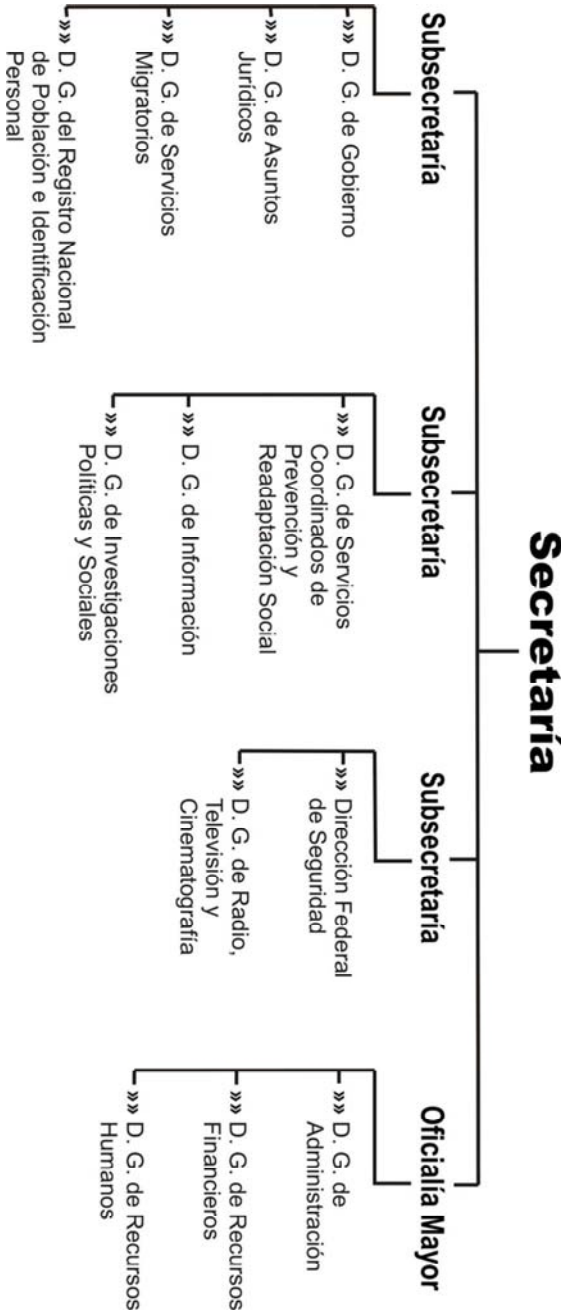 Secretaría
Subsecretaría
»» D. G. de Gobierno
»» D. G. de Asuntos
Jurídicos
»» D. G. de Servicios
Migratorios
»» D. G. del Registro Nacional
de Población e Identificación
Personal
Subsecretaría
»» D. G. de Servicios
Coordinados de
Prevención y
Readaptación Social
»» D. G. de Información
»» D. G. de Investigaciones
Políticas y Sociales
Subsecretaría
»» Dirección Federal
de Seguridad
»» D. G. de Radio,
Televisión y
Cinematografía
Oficialía Mayor
»» D. G. de
Administración
»» D. G. de Recursos
Financieros
»» D. G. de Recursos
Humanos